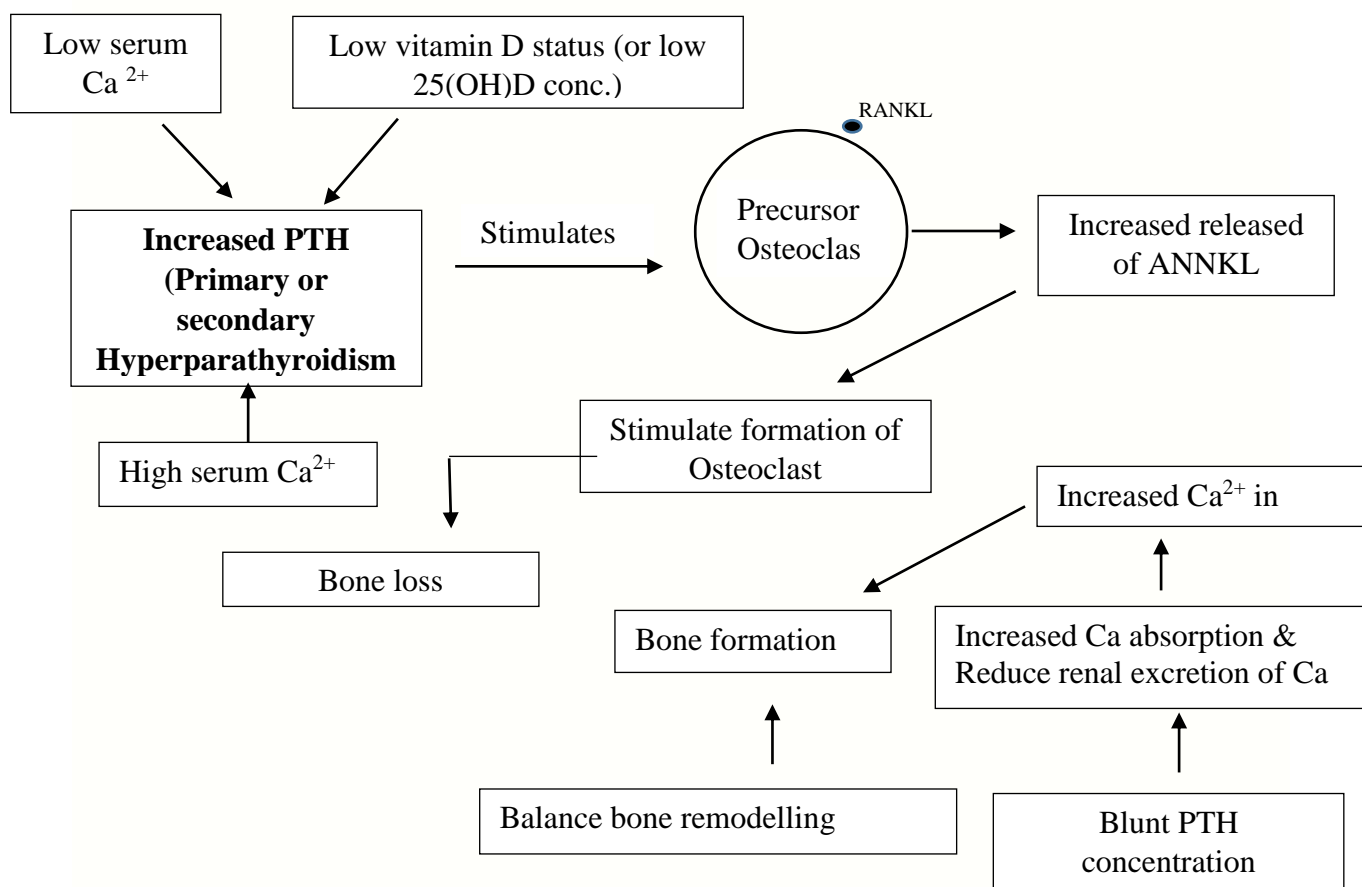 Low serum
Ca 2+
Low vitamin D status (or low
25(OH)D conc.)
RANKL
Increased PTH
(Primary or
secondary
Hyperparathyroidism
Stimulates
Precursor
Osteoclas
Increased released
of ANNKL
High serum Ca2+
Stimulate formation of
Osteoclast
Increased Ca2+ in
Bone loss
Bone formation
Increased Ca absorption &
Reduce renal excretion of Ca
Balance bone remodelling
Blunt PTH
concentration